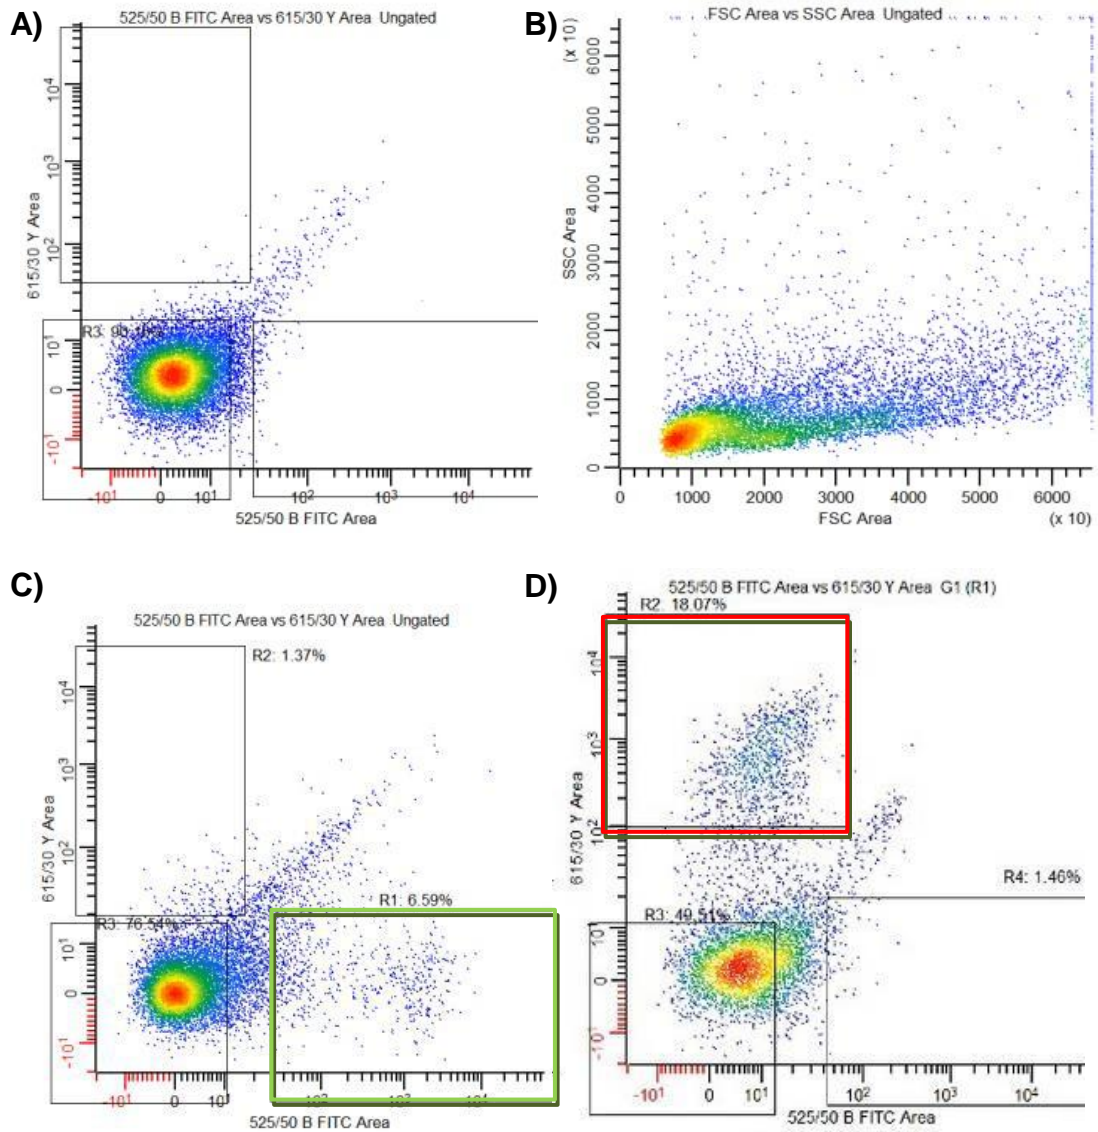 A)
525/50 B FITC Area vs 615/30 Y Area Ungated
615/30 Y Area
10⁴
10³
10²
10¹
0
-10¹
-10¹ 0 10¹ 10² 10³ 10⁴
525/50 B FITC Area
B)
FSC Area vs SSC Area Ungated
(x 10)
SSC Area
6000
5000
4000
3000
2000
1000
0
0 1000 2000 3000 4000 5000 6000
FSC Area
(x 10)
C)
525/50 B FITC Area vs 615/30 Y Area Ungated
R2: 1.37%
R1: 6.59%
R3: 76.54%
615/30 Y Area
10⁴
10³
10²
10¹
0
-10¹
-10¹ 0 10¹ 10² 10³ 10⁴
525/50 B FITC Area
D)
525/50 B FITC Area vs 615/30 Y Area G1 (R1)
R2: 18.07%
R4: 1.46%
R3: 49.51%
615/30 Y Area
10⁴
10³
10²
10¹
0
-10¹
-10¹ 0 10¹ 10² 10³ 10⁴
525/50 B FITC Area